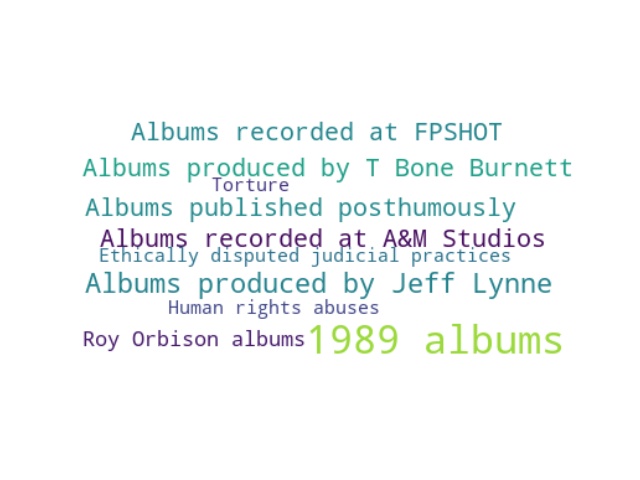 Albums recorded at FPSHOT
Albums produced by T Bone Burnett
Torture
Albums published posthumously
Albums recorded at A&M Studios
Ethically disputed judicial practices
Albums produced by Jeff Lynne
Human rights abuses
Roy Orbison albums
1989 albums